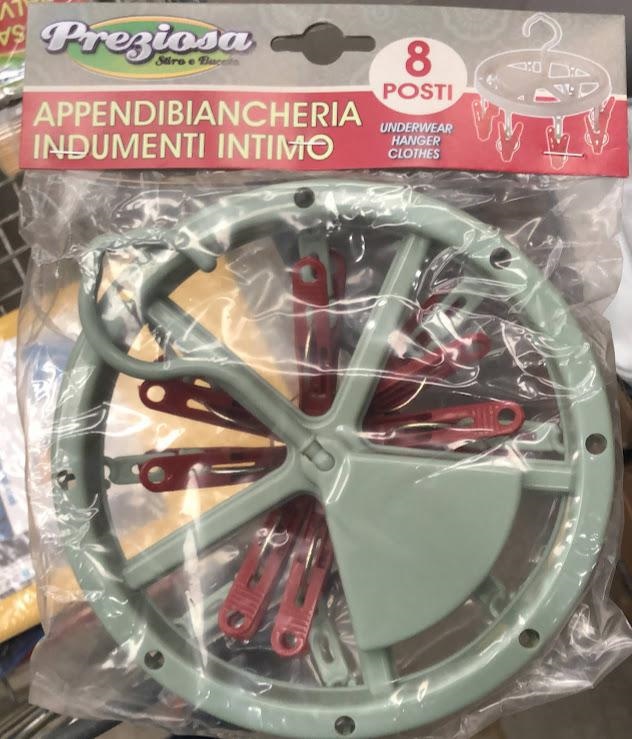 Preziosa
Stiro e Bucato
8
POSTI
APPENDIBIANCHERIA
INDUMENTI INTIMO
UNDERWEAR
HANGER
CLOTHES